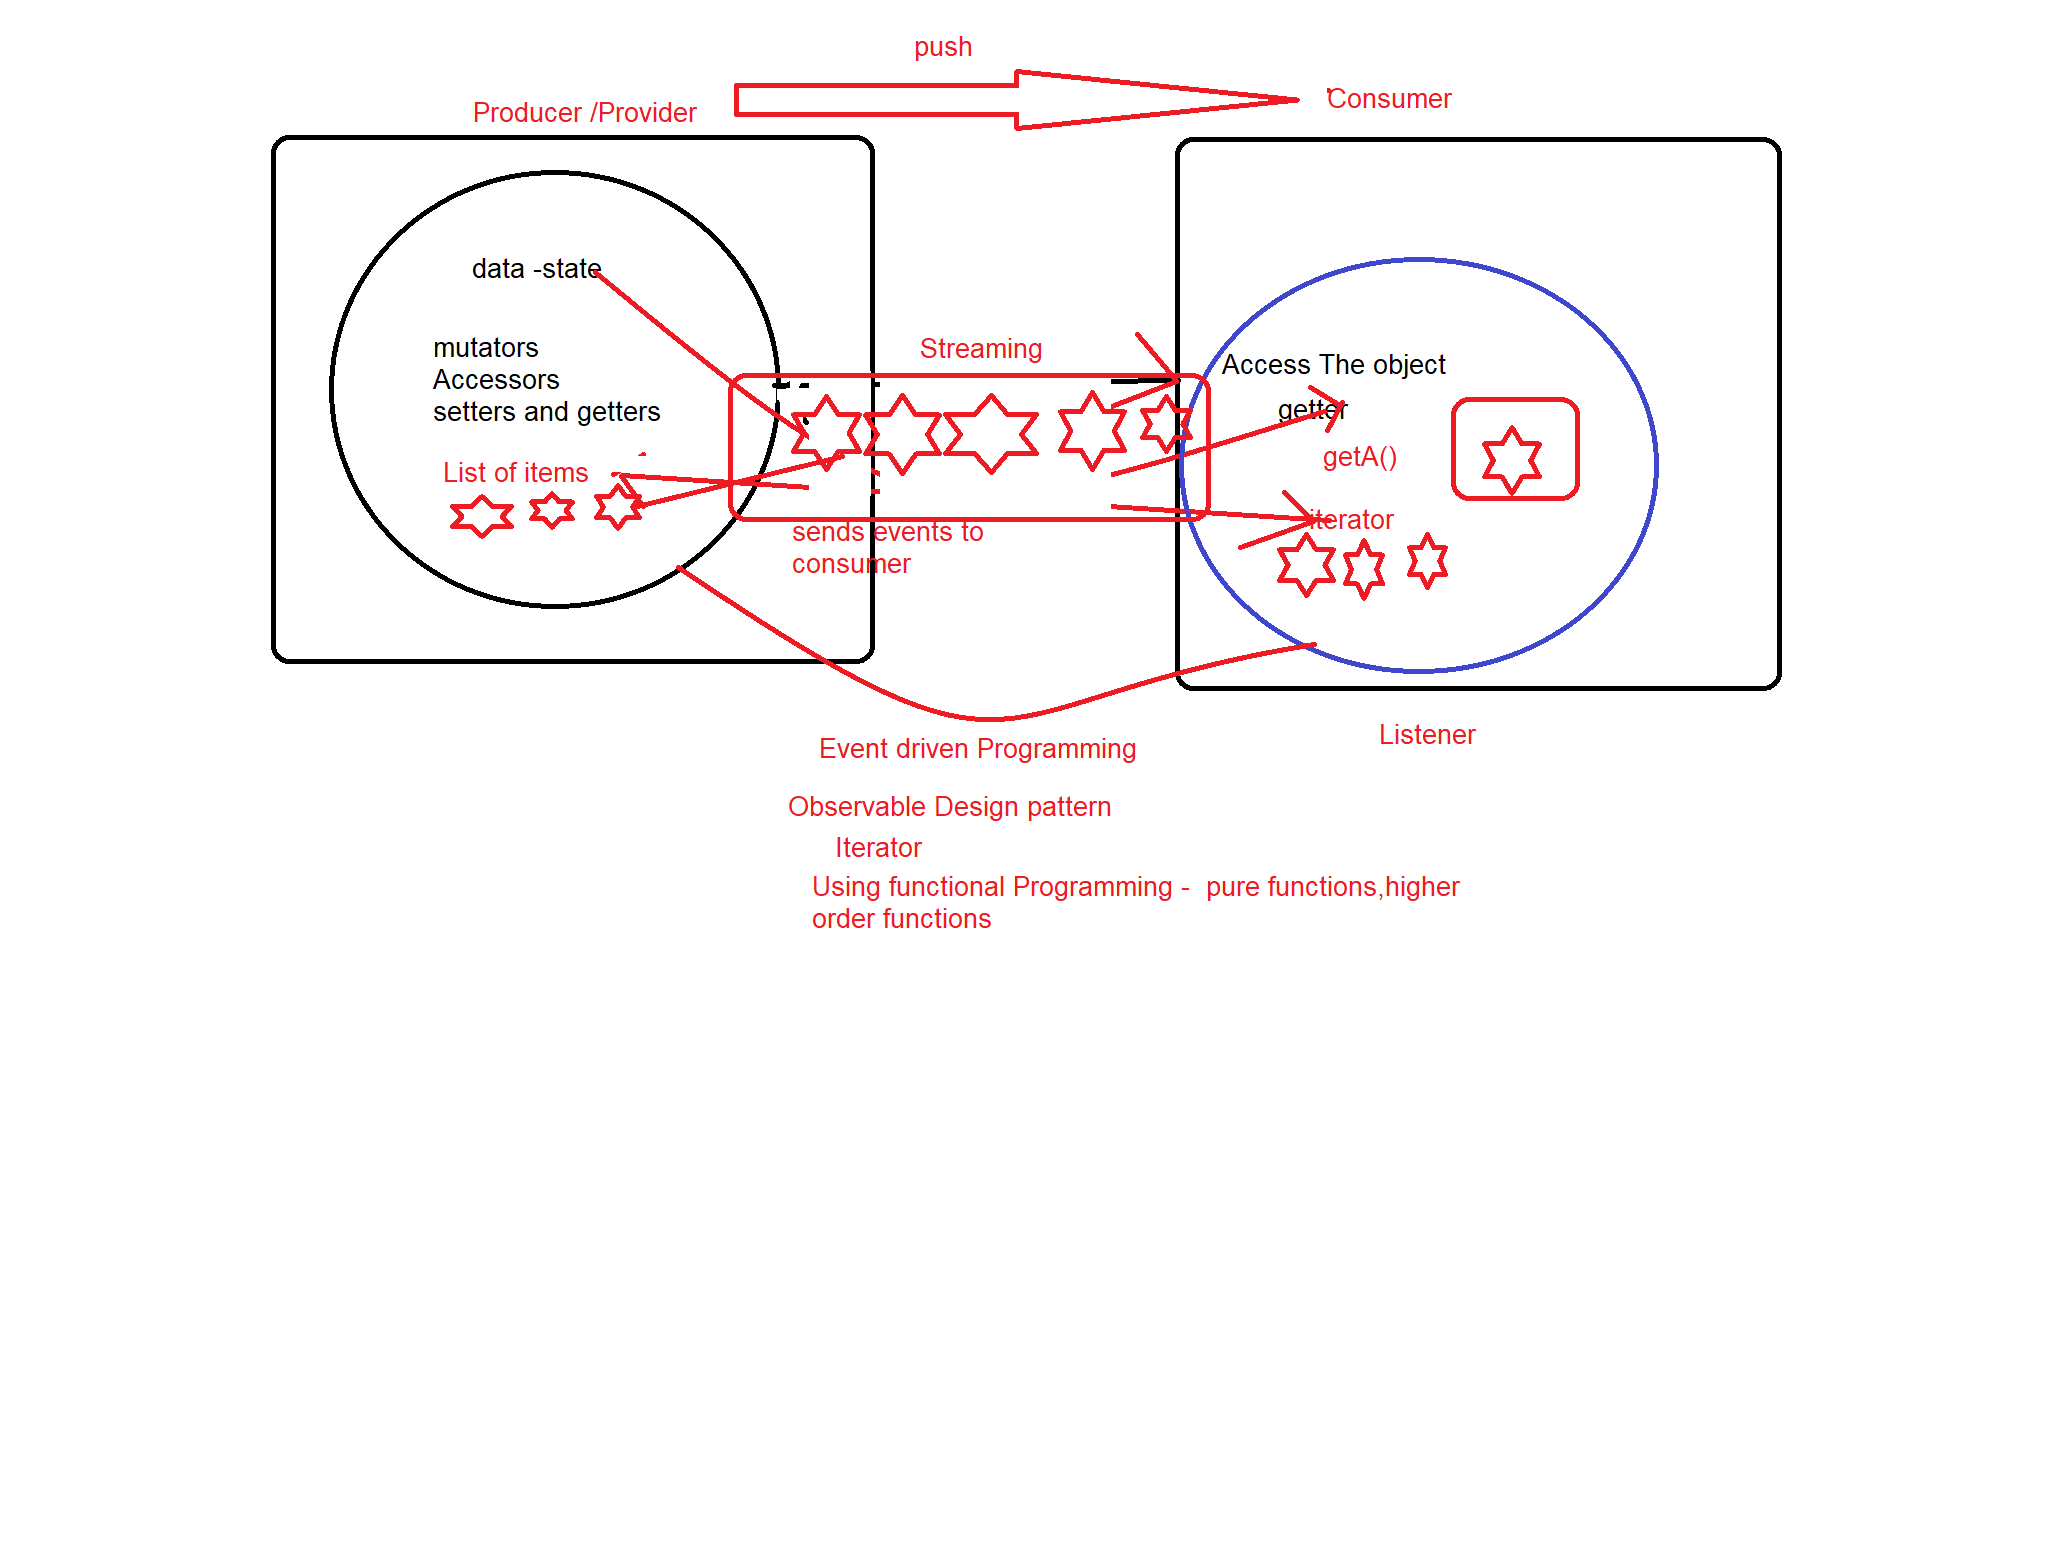 push
Producer /Provider
Consumer
data -state
mutators
Accessors
setters and getters
List of items
Streaming
sends events to
consumer
Access The object
getter
getA()
iterator
Listener
Event driven Programming
Observable Design pattern
Iterator
Using functional Programming -  pure functions,higher
order functions